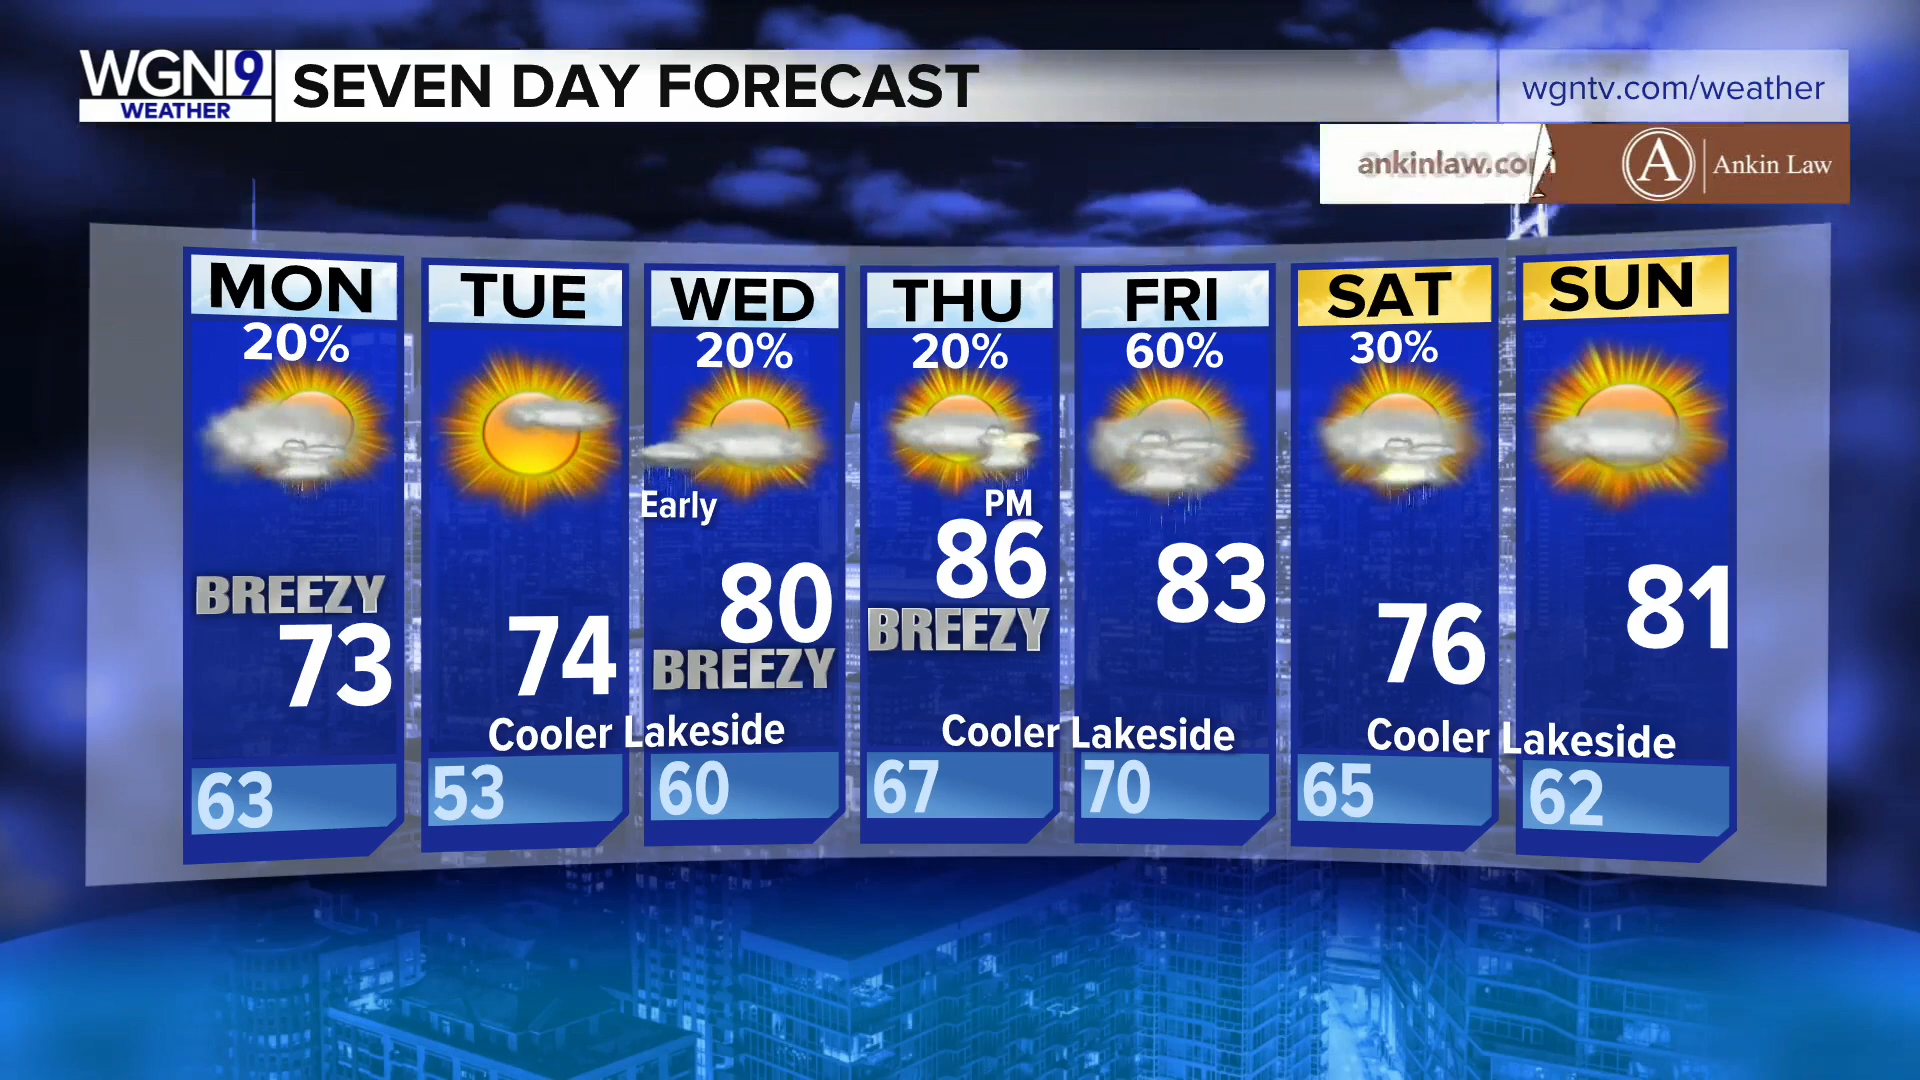 WGN9
WEATHER
SEVEN DAY FORECAST
wgntv.com/weather
ankinlaw.com
A
Ankin Law
MON
TUE
WED
THU
FRI
SAT
SUN
20%
20%
20%
60%
30%
Early
PM
BREEZY
73
74
80
BREEZY
86
BREEZY
83
76
81
Cooler Lakeside
Cooler Lakeside
Cooler Lakeside
63
53
60
67
70
65
62